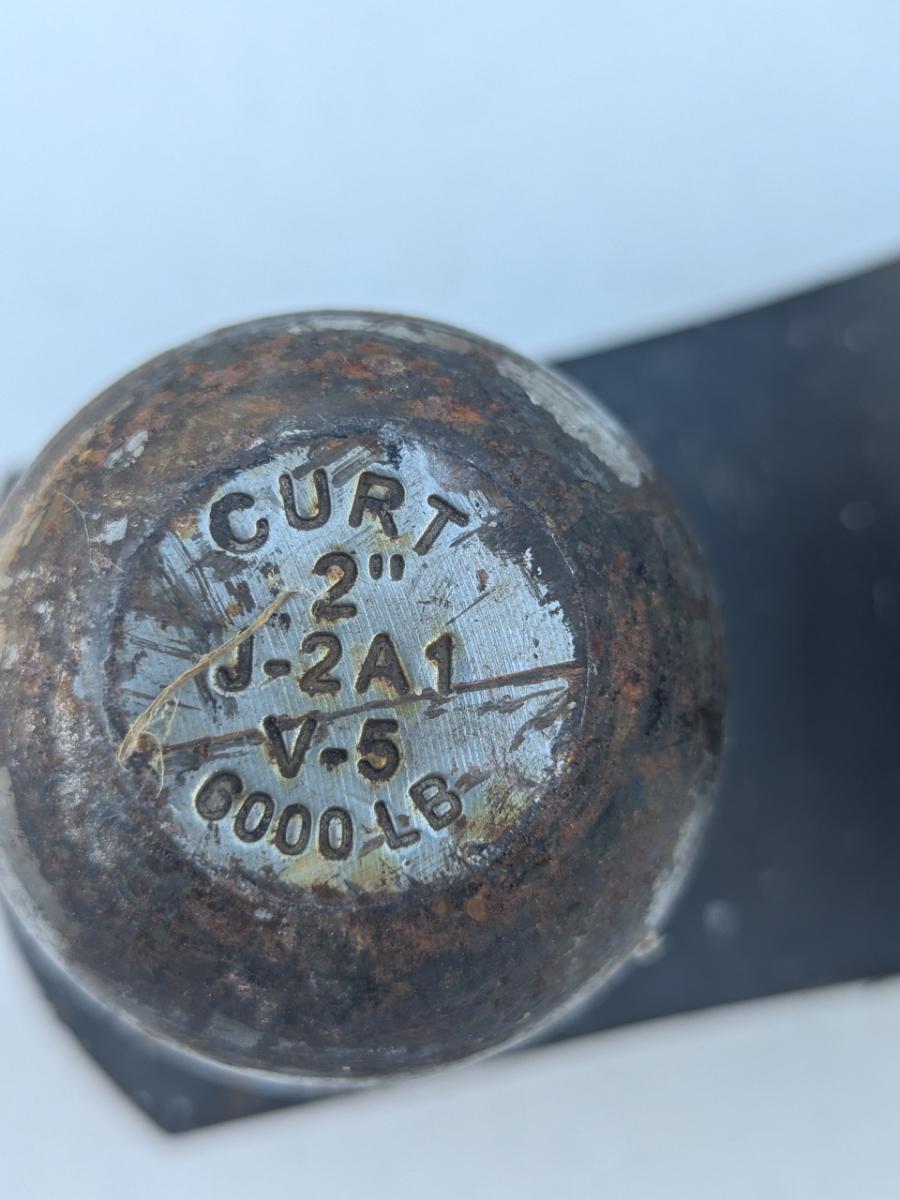 CURT
2"
J-2A1
V-5
6000 LB